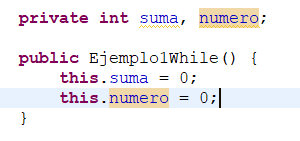 private int suma, numero;
public Ejemplo1While() {
this.suma = 0;
this.numero = 0;
}